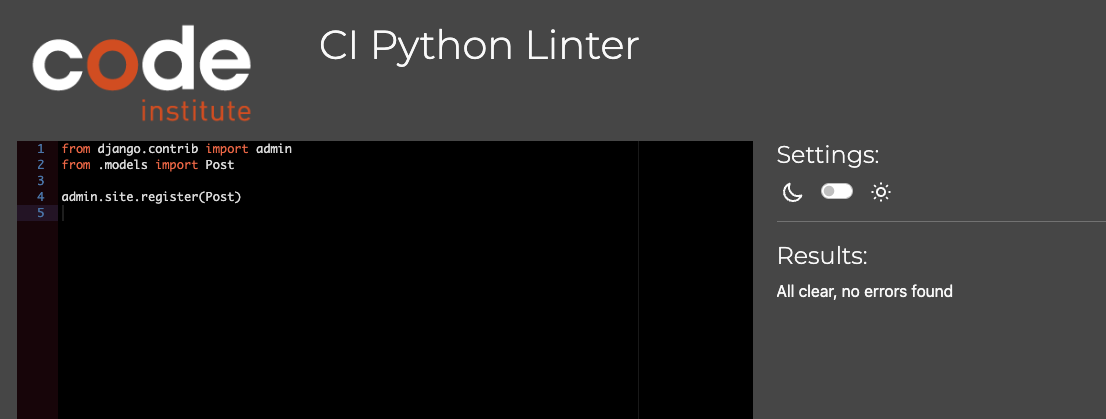 code
institute
CI Python Linter
1 from django.contrib import admin
2 from .models import Post
3
4 admin.site.register(Post)
5
Settings:
Results:
All clear, no errors found